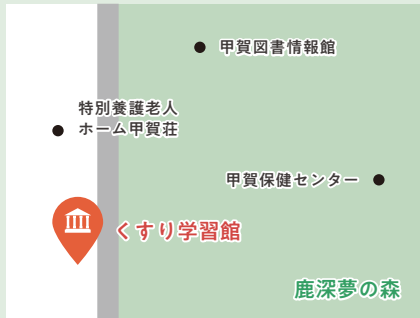 甲賀図書情報館
特別養護老人
ホーム甲賀荘
甲賀保健センター
くすり学習館
鹿深夢の森